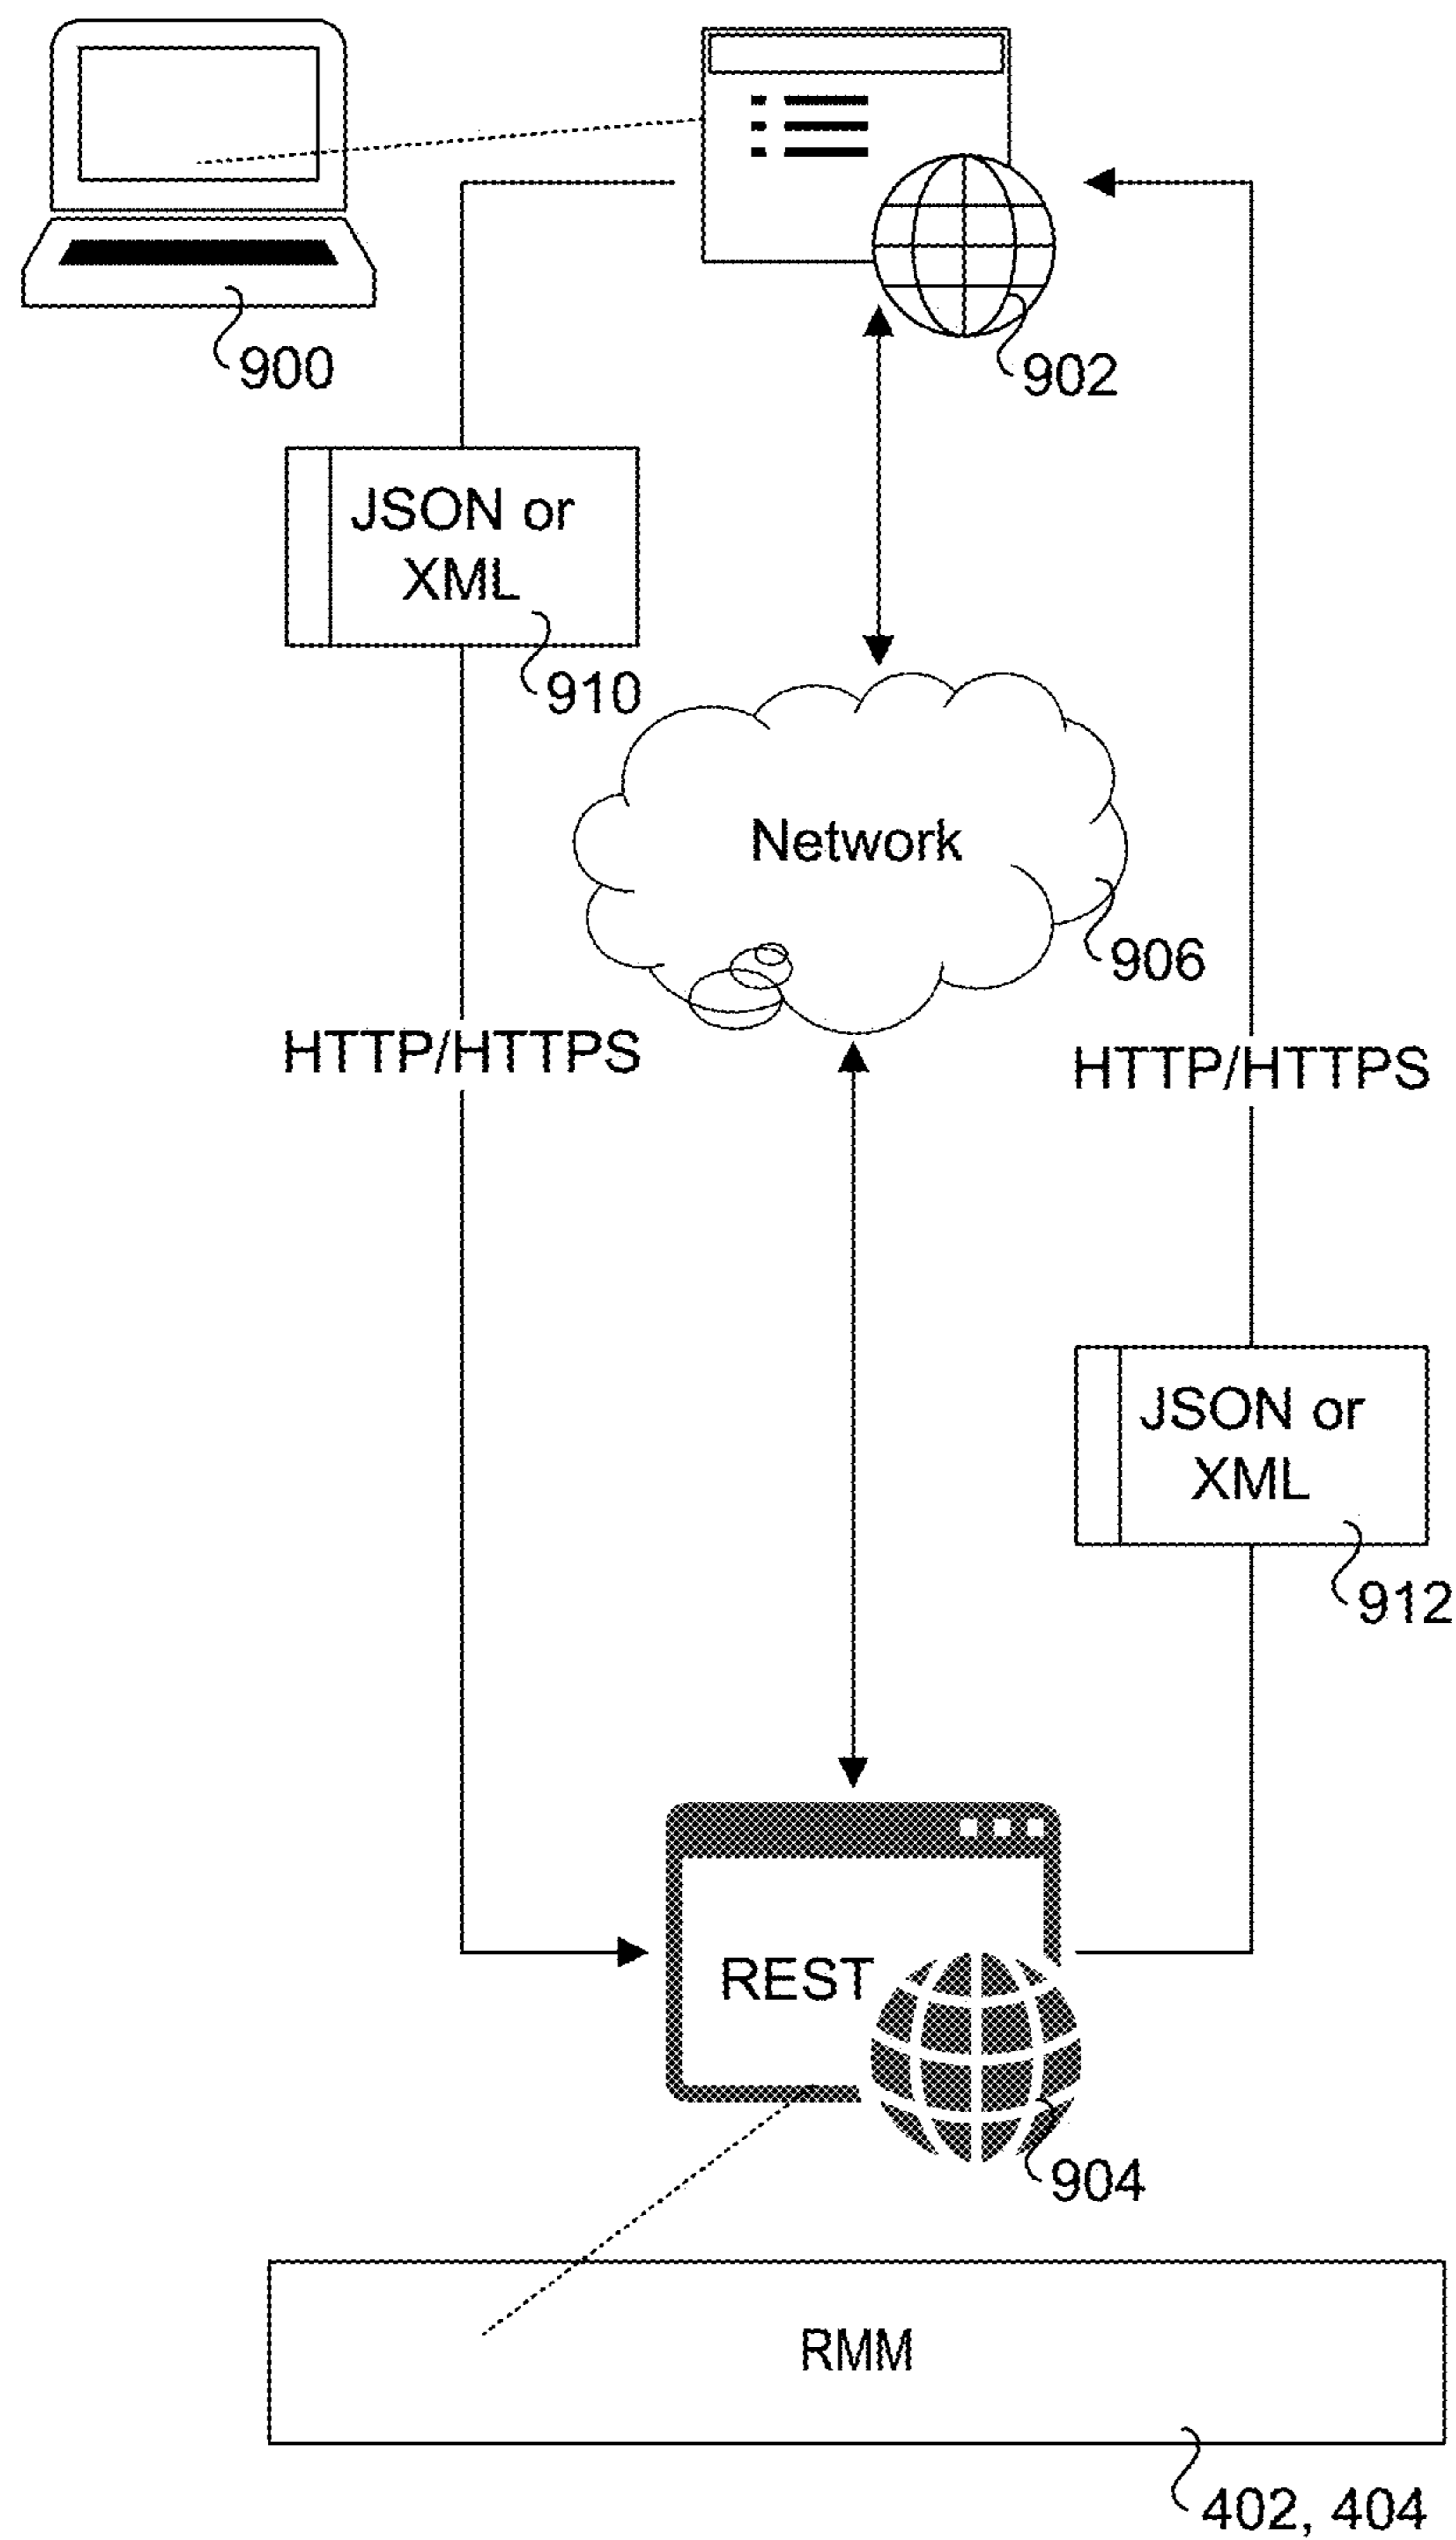 900
902
JSON or
XML
910
Network
906
HTTP/HTTPS
HTTP/HTTPS
JSON or
XML
912
REST
904
RMM
402, 404